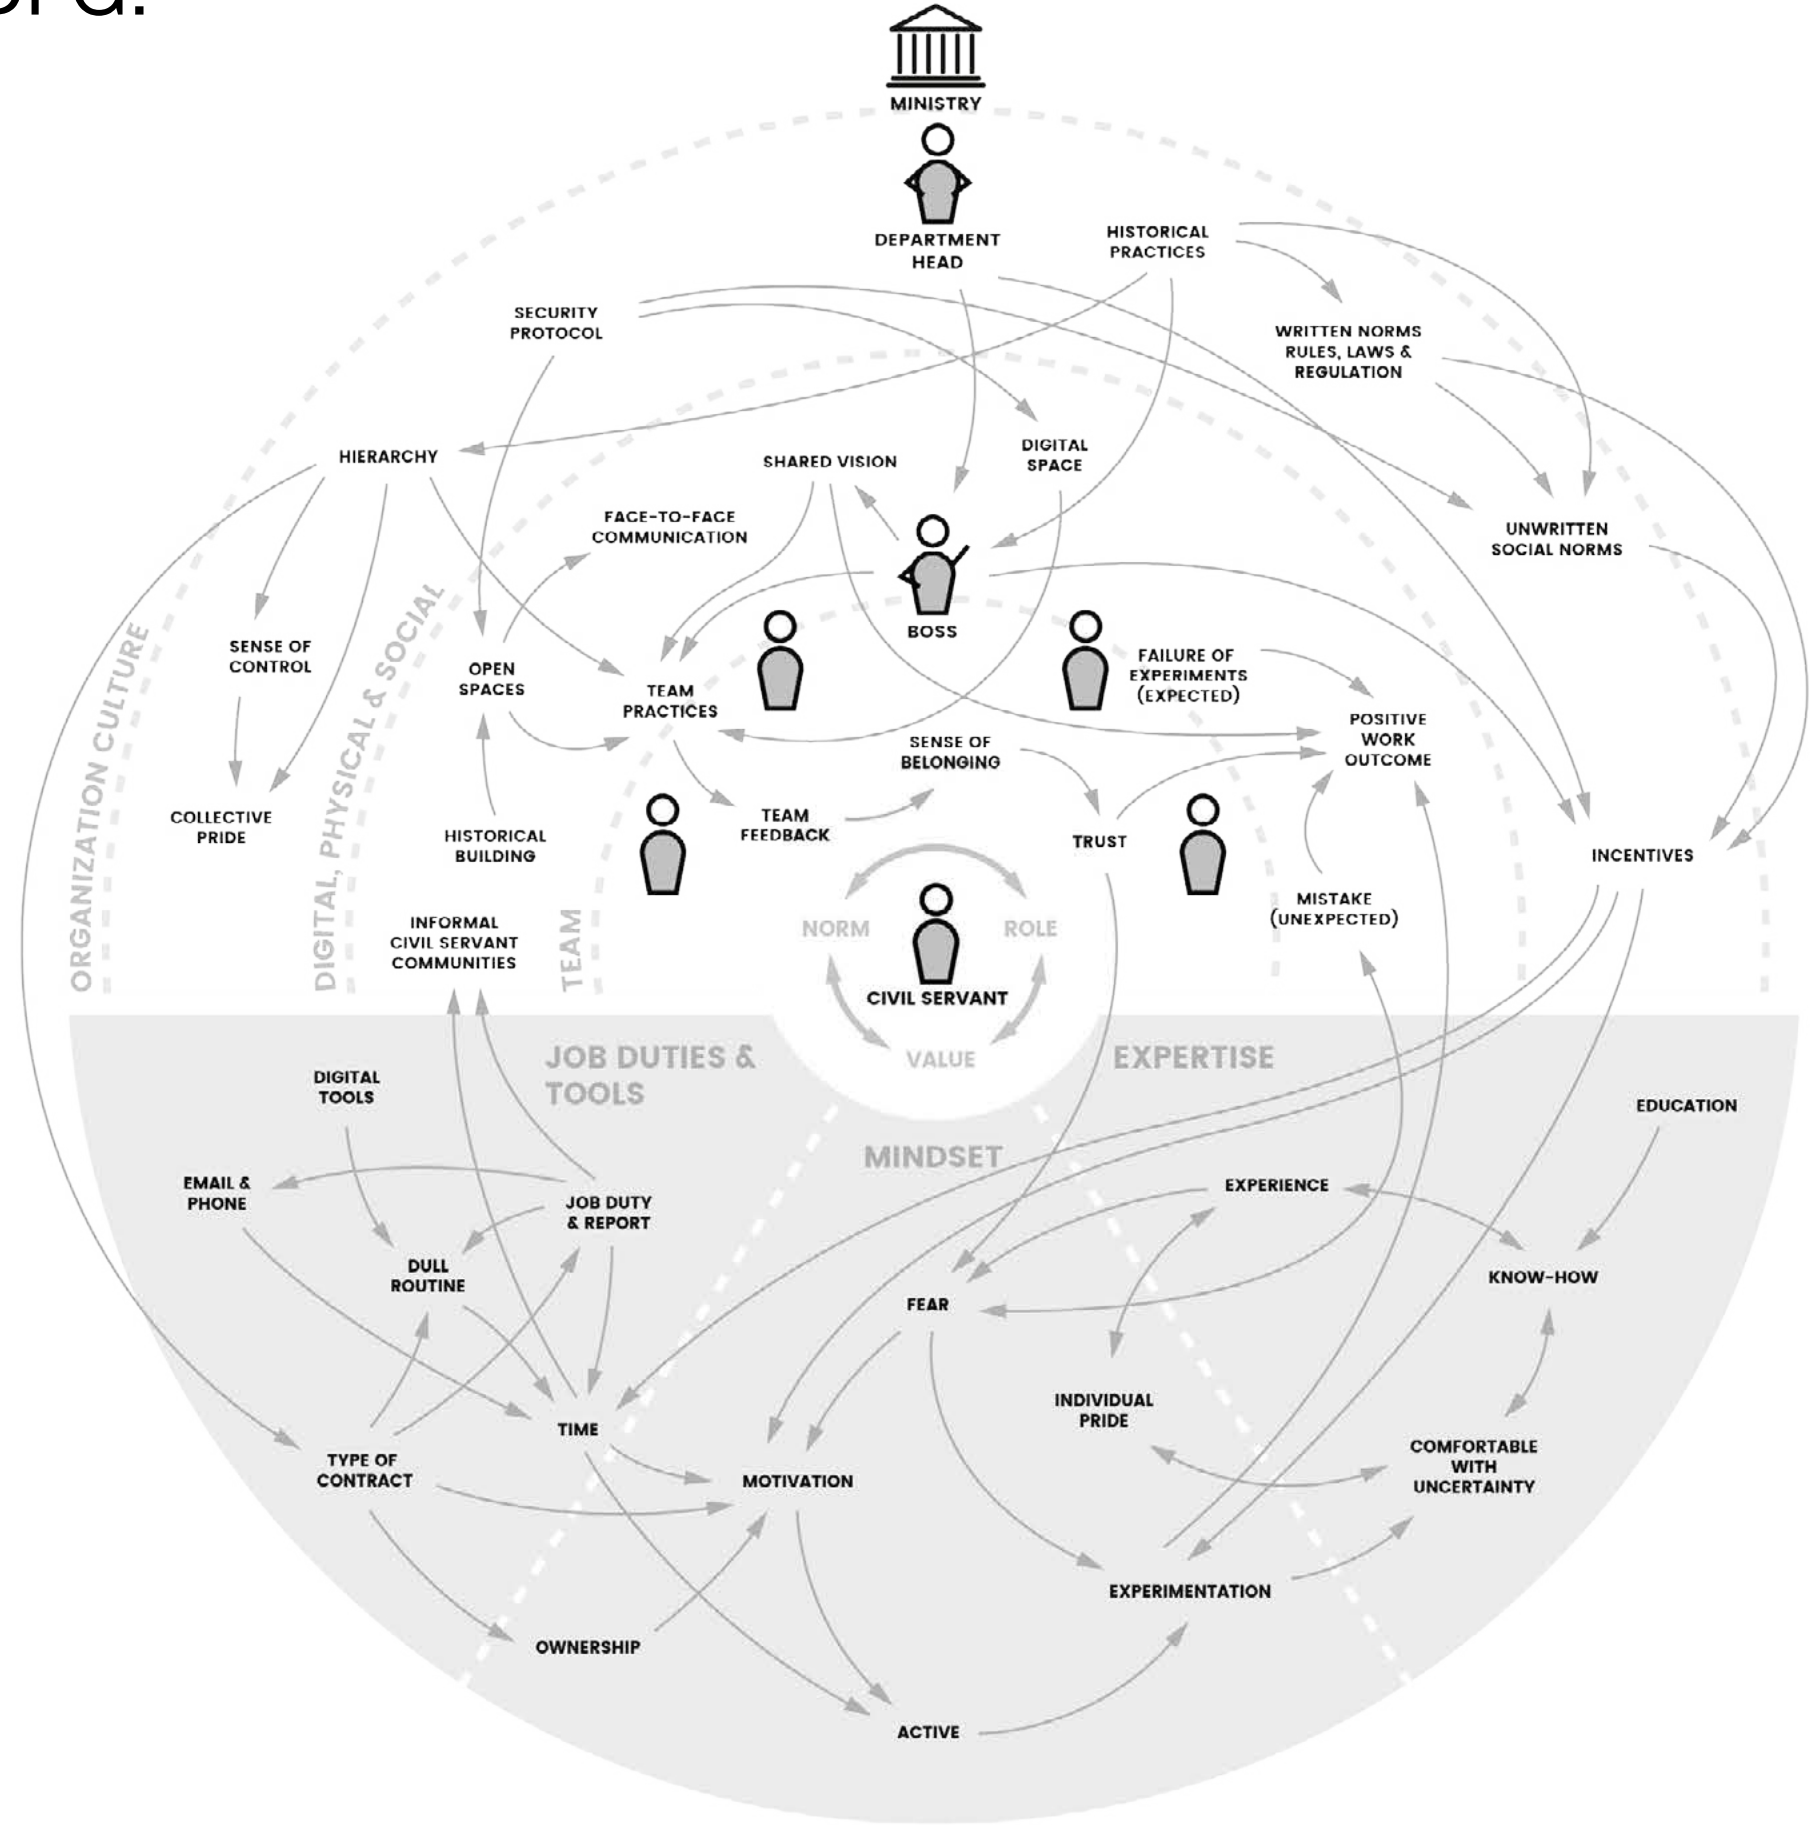 MINISTRY
DEPARTMENT
HEAD
HISTORICAL
PRACTICES
SECURITY
PROTOCOL
WRITTEN NORMS
RULES, LAWS &
REGULATION
HIERARCHY
SHARED VISION
DIGITAL
SPACE
FACE-TO-FACE
COMMUNICATION
UNWRITTEN
SOCIAL NORMS
BOSS
SENSE OF
CONTROL
OPEN
SPACES
TEAM
PRACTICES
FAILURE OF
EXPERIMENTS
(EXPECTED)
POSITIVE
WORK
OUTCOME
SENSE OF
BELONGING
COLLECTIVE
PRIDE
HISTORICAL
BUILDING
TEAM
FEEDBACK
TRUST
INCENTIVES
MISTAKE
(UNEXPECTED)
INFORMAL
CIVIL SERVANT
COMMUNITIES
NORM
ROLE
CIVIL SERVANT
VALUE
ORGANIZATION CULTURE
DIGITAL, PHYSICAL & SOCIAL
TEAM
JOB DUTIES &
TOOLS
EXPERTISE
MINDSET
DIGITAL
TOOLS
EDUCATION
EMAIL &
PHONE
JOB DUTY
& REPORT
EXPERIENCE
DULL
ROUTINE
KNOW-HOW
FEAR
INDIVIDUAL
PRIDE
TIME
TYPE OF
CONTRACT
MOTIVATION
COMFORTABLE
WITH
UNCERTAINTY
EXPERIMENTATION
OWNERSHIP
ACTIVE